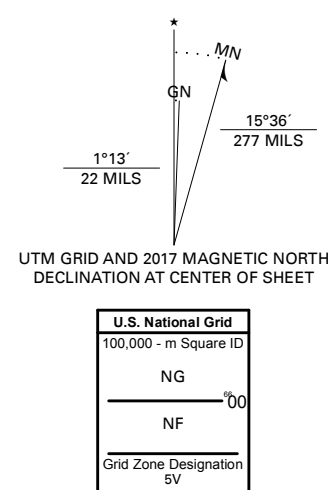 MN
GN
15°36´
277 MILS
1°13´
22 MILS
UTM GRID AND 2017 MAGNETIC NORTH
DECLINATION AT CENTER OF SHEET
U.S. National Grid
100,000 - m Square ID
NG
6600
NF
Grid Zone Designation
5V